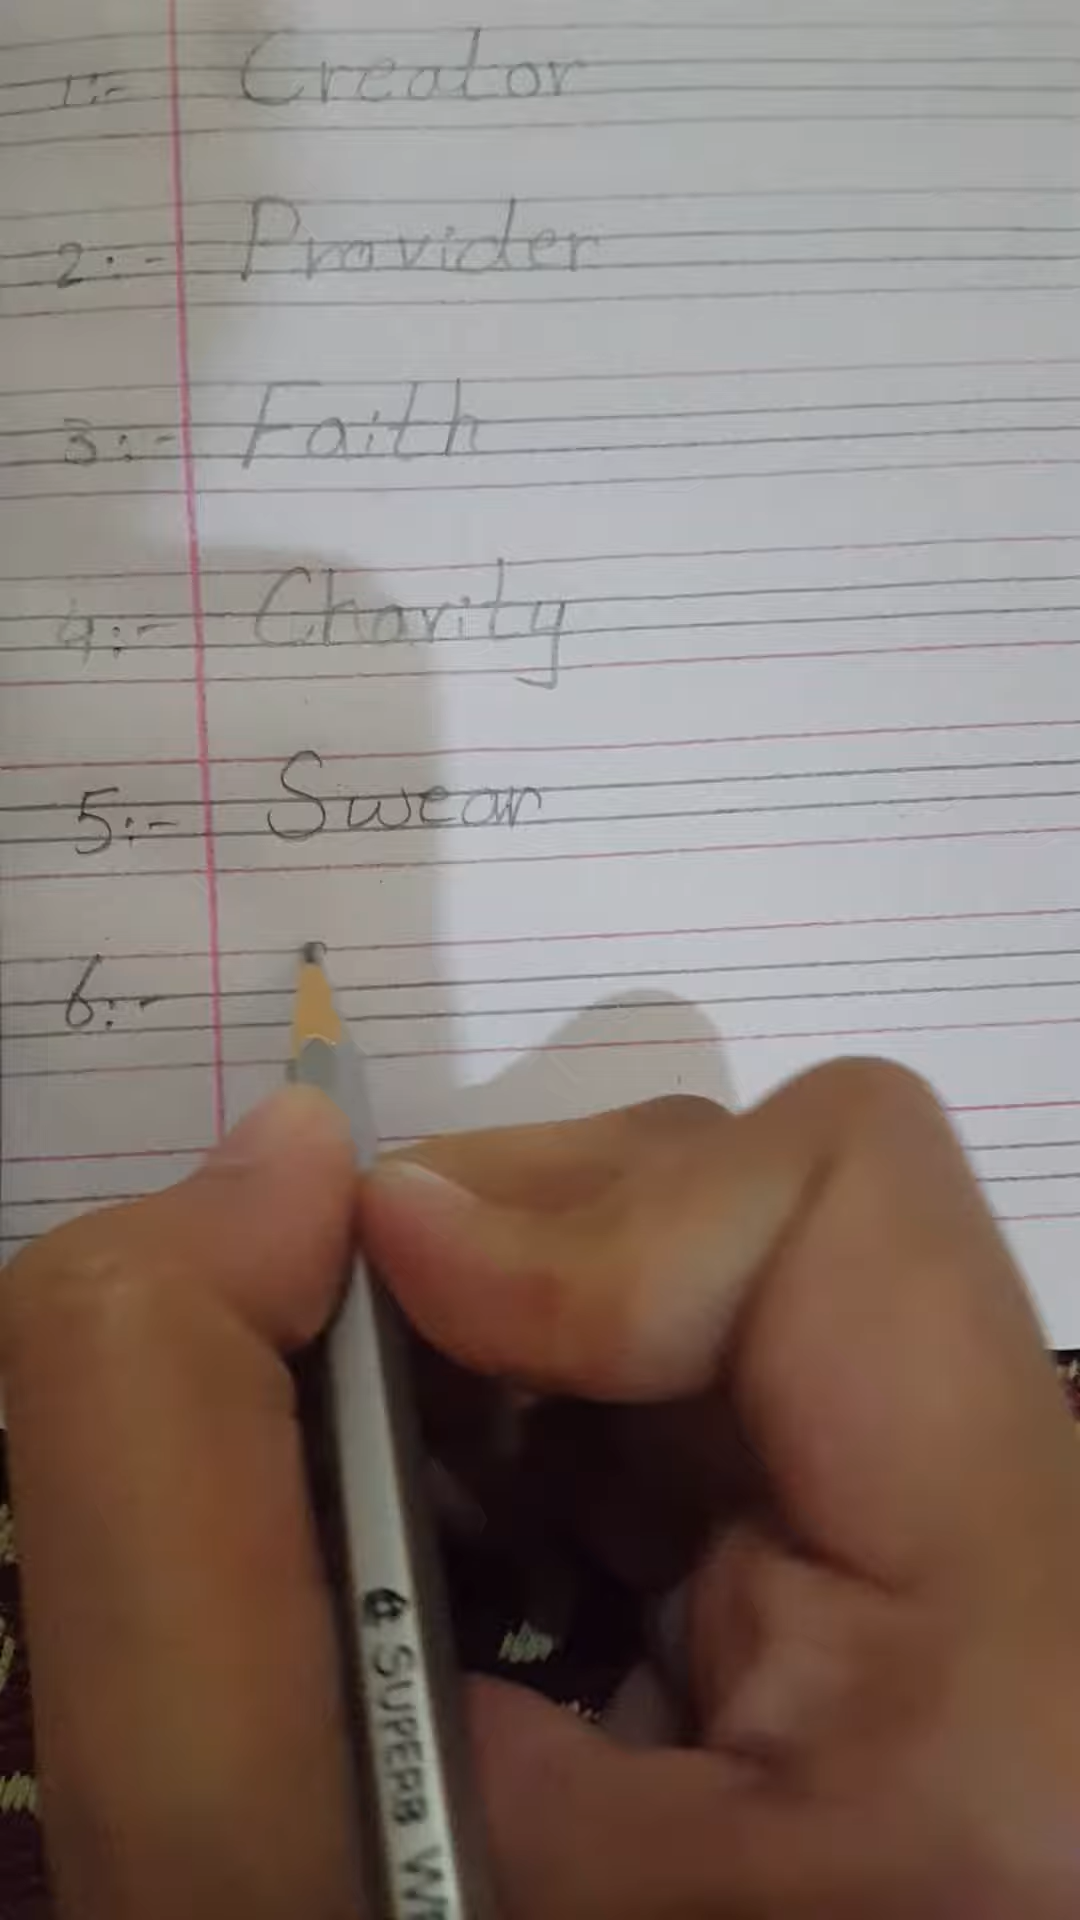 1:- Creator
2:- Provider
3:- Faith
4:- Charity
5:- Swear
6:-
SUPERB